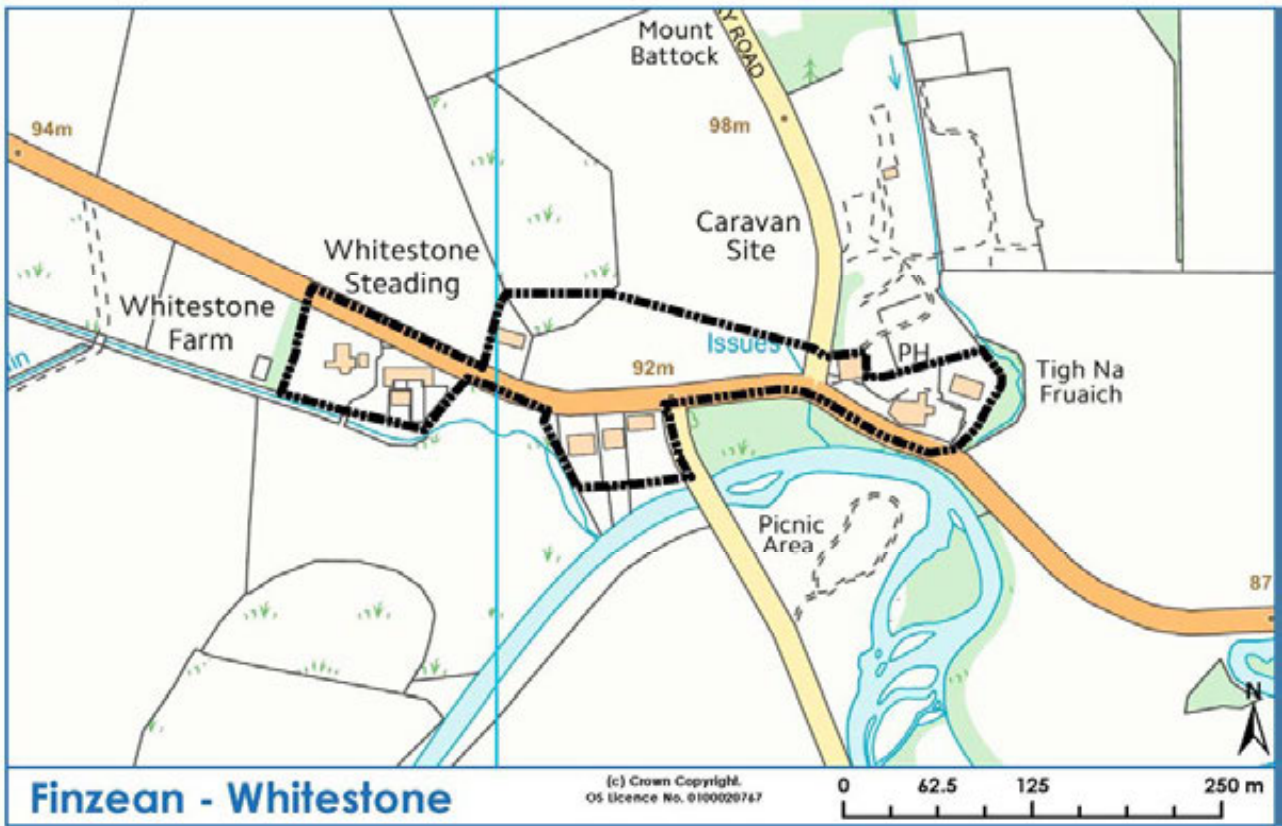 Mount
Battock
AY ROAD
94m
98m
Caravan
Site
Whitestone
Steading
Whitestone
Farm
Issues
PH
92m
Tigh Na
Fruaich
Picnic
Area
87
N
Finzean - Whitestone
(c) Crown Copyright.
OS Licence No. 0100020767
0 62.5 125 250 m